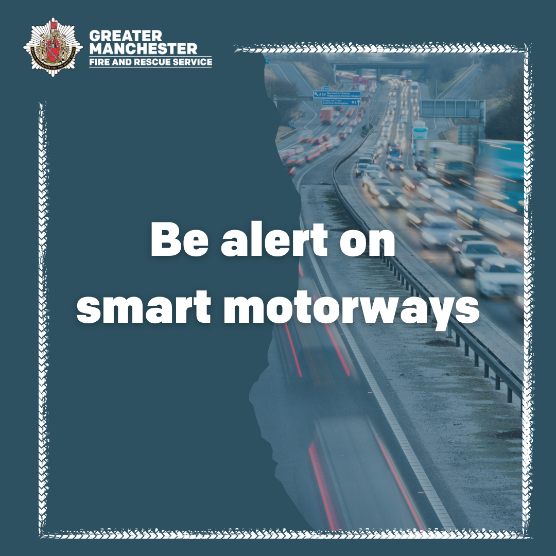 GREATER
MANCHESTER
FIRE AND RESCUE SERVICE
Be alert on
smart motorways